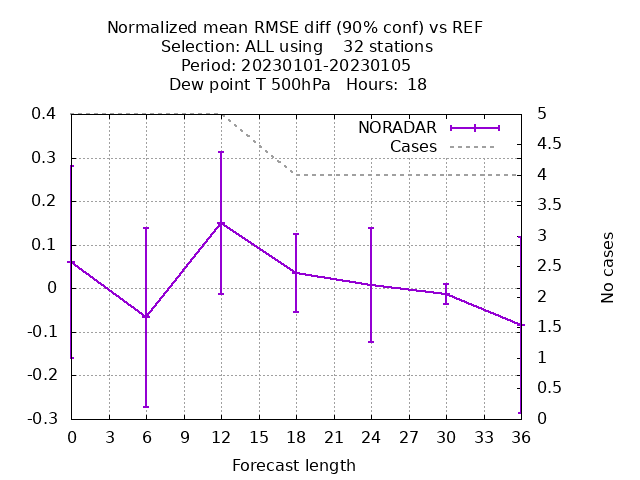 Normalized mean RMSE diff (90% conf) vs REF
Selection: ALL using    32 stations
Period: 20230101-20230105
Dew point T 500hPa   Hours:  18
NORADAR
Cases
0.4
0.3
0.2
0.1
0
-0.1
-0.2
-0.3
5
4.5
4
3.5
3
2.5
2
1.5
1
0.5
0
No cases
0 3 6 9 12 15 18 21 24 27 30 33 36
Forecast length